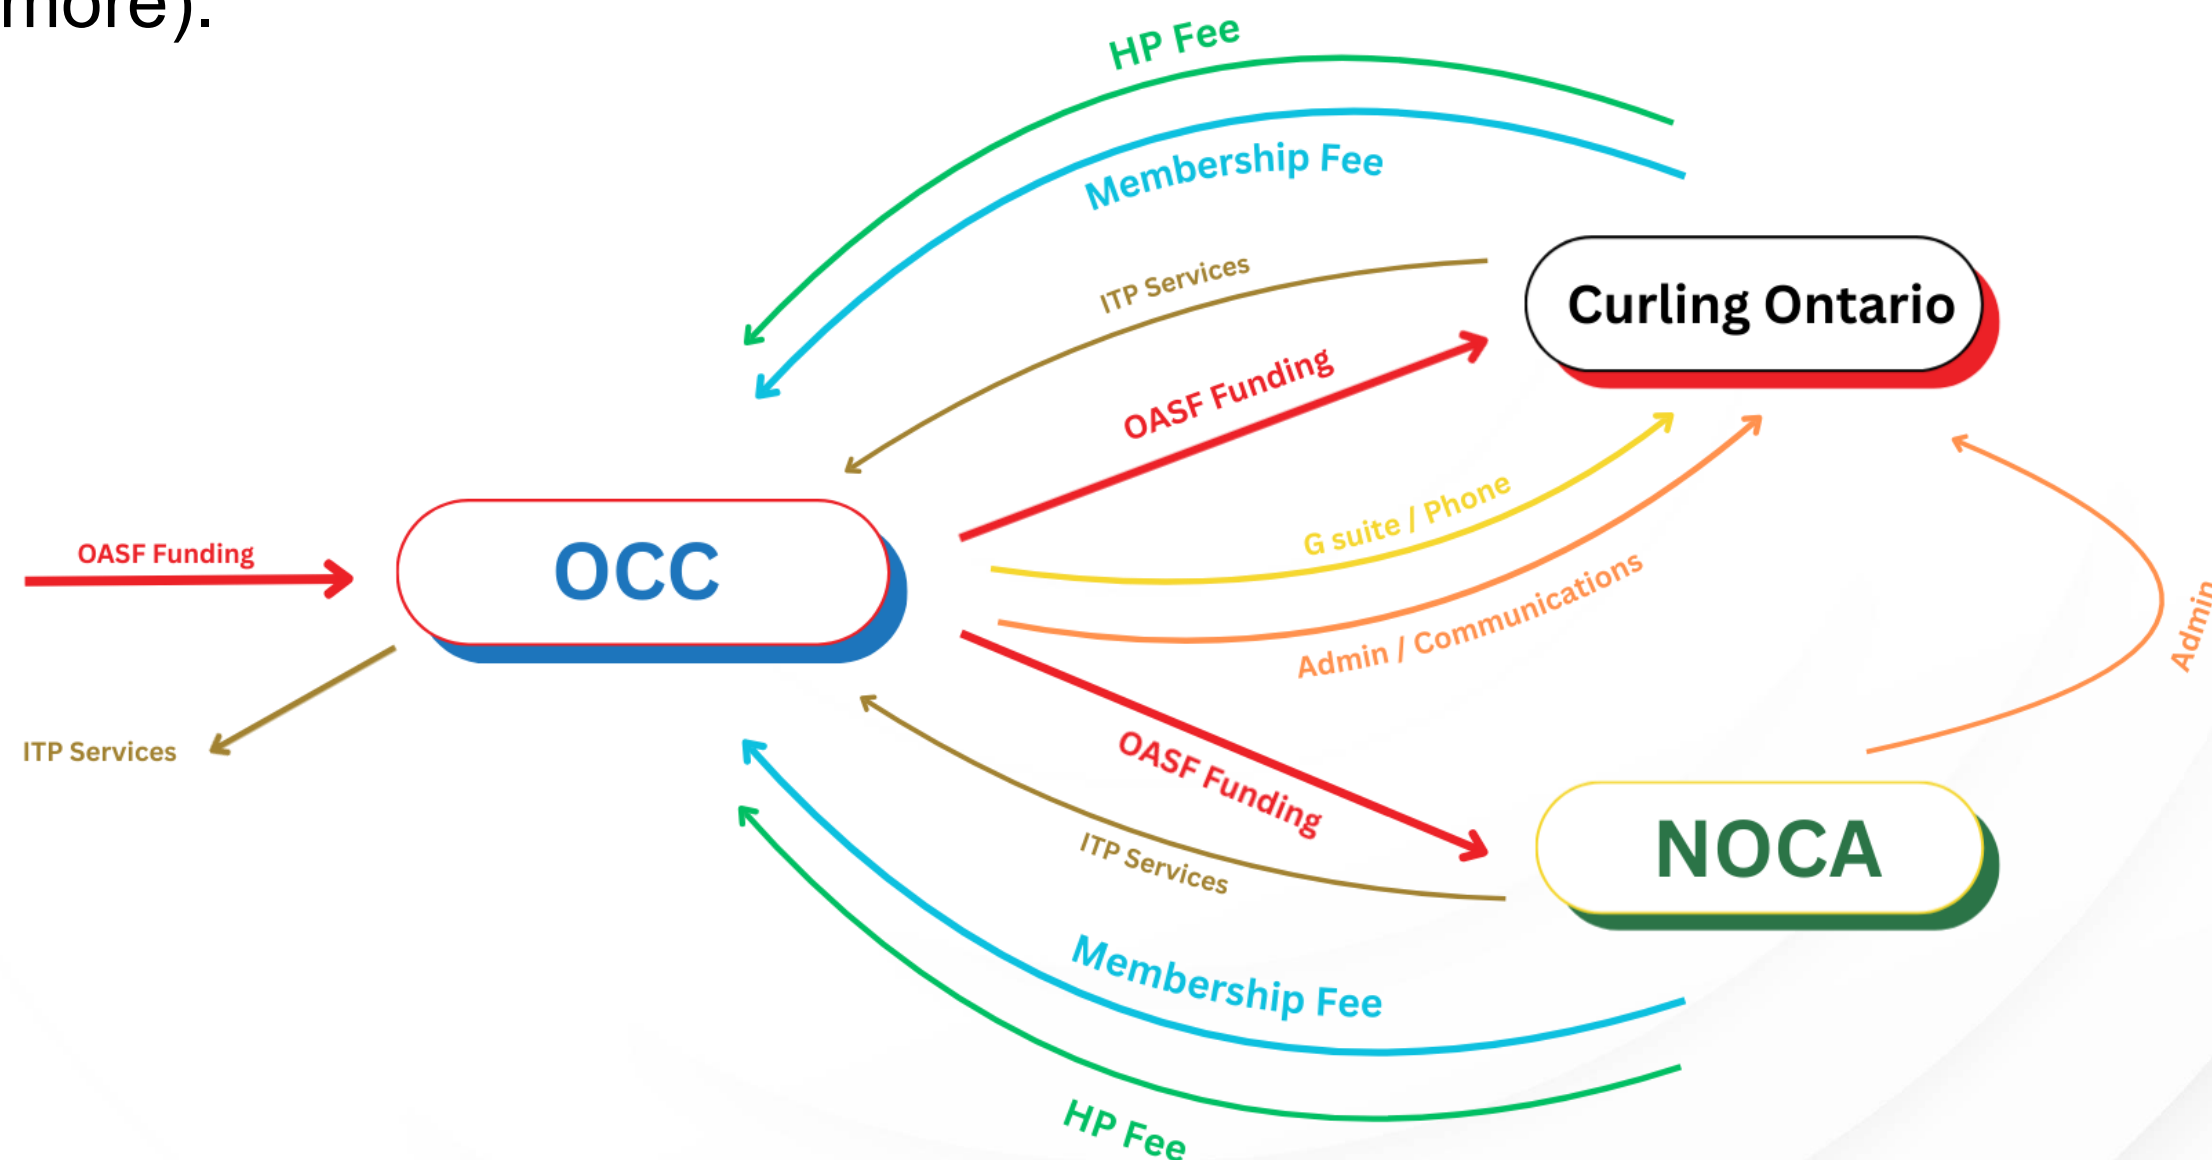 more).
HP Fee
Membership Fee
ITP Services
Curling Ontario
OASF Funding
G suite / Phone
OASF Funding
OCC
Admin / Communications
Admin
ITP Services
OASF Funding
NOCA
ITP Services
Membership Fee
HP Fee